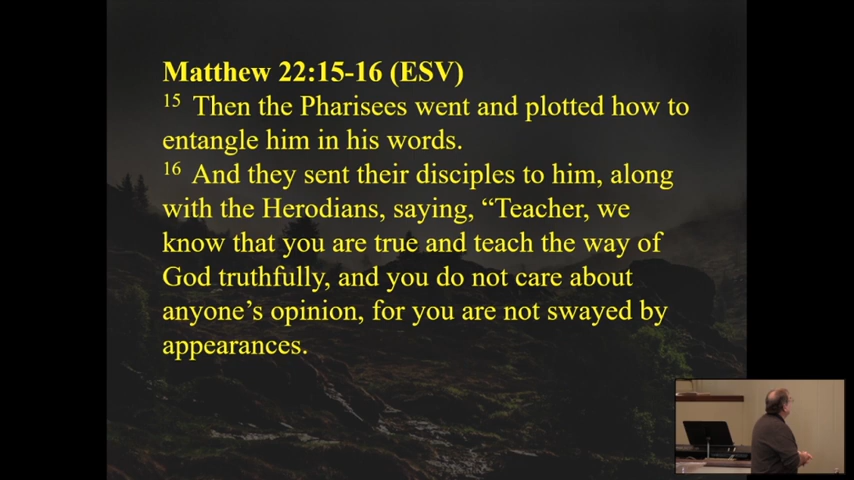 Matthew 22:15-16 (ESV)
15 Then the Pharisees went and plotted how to
entangle him in his words.
16 And they sent their disciples to him, along
with the Herodians, saying, “Teacher, we
know that you are true and teach the way of
God truthfully, and you do not care about
anyone’s opinion, for you are not swayed by
appearances.